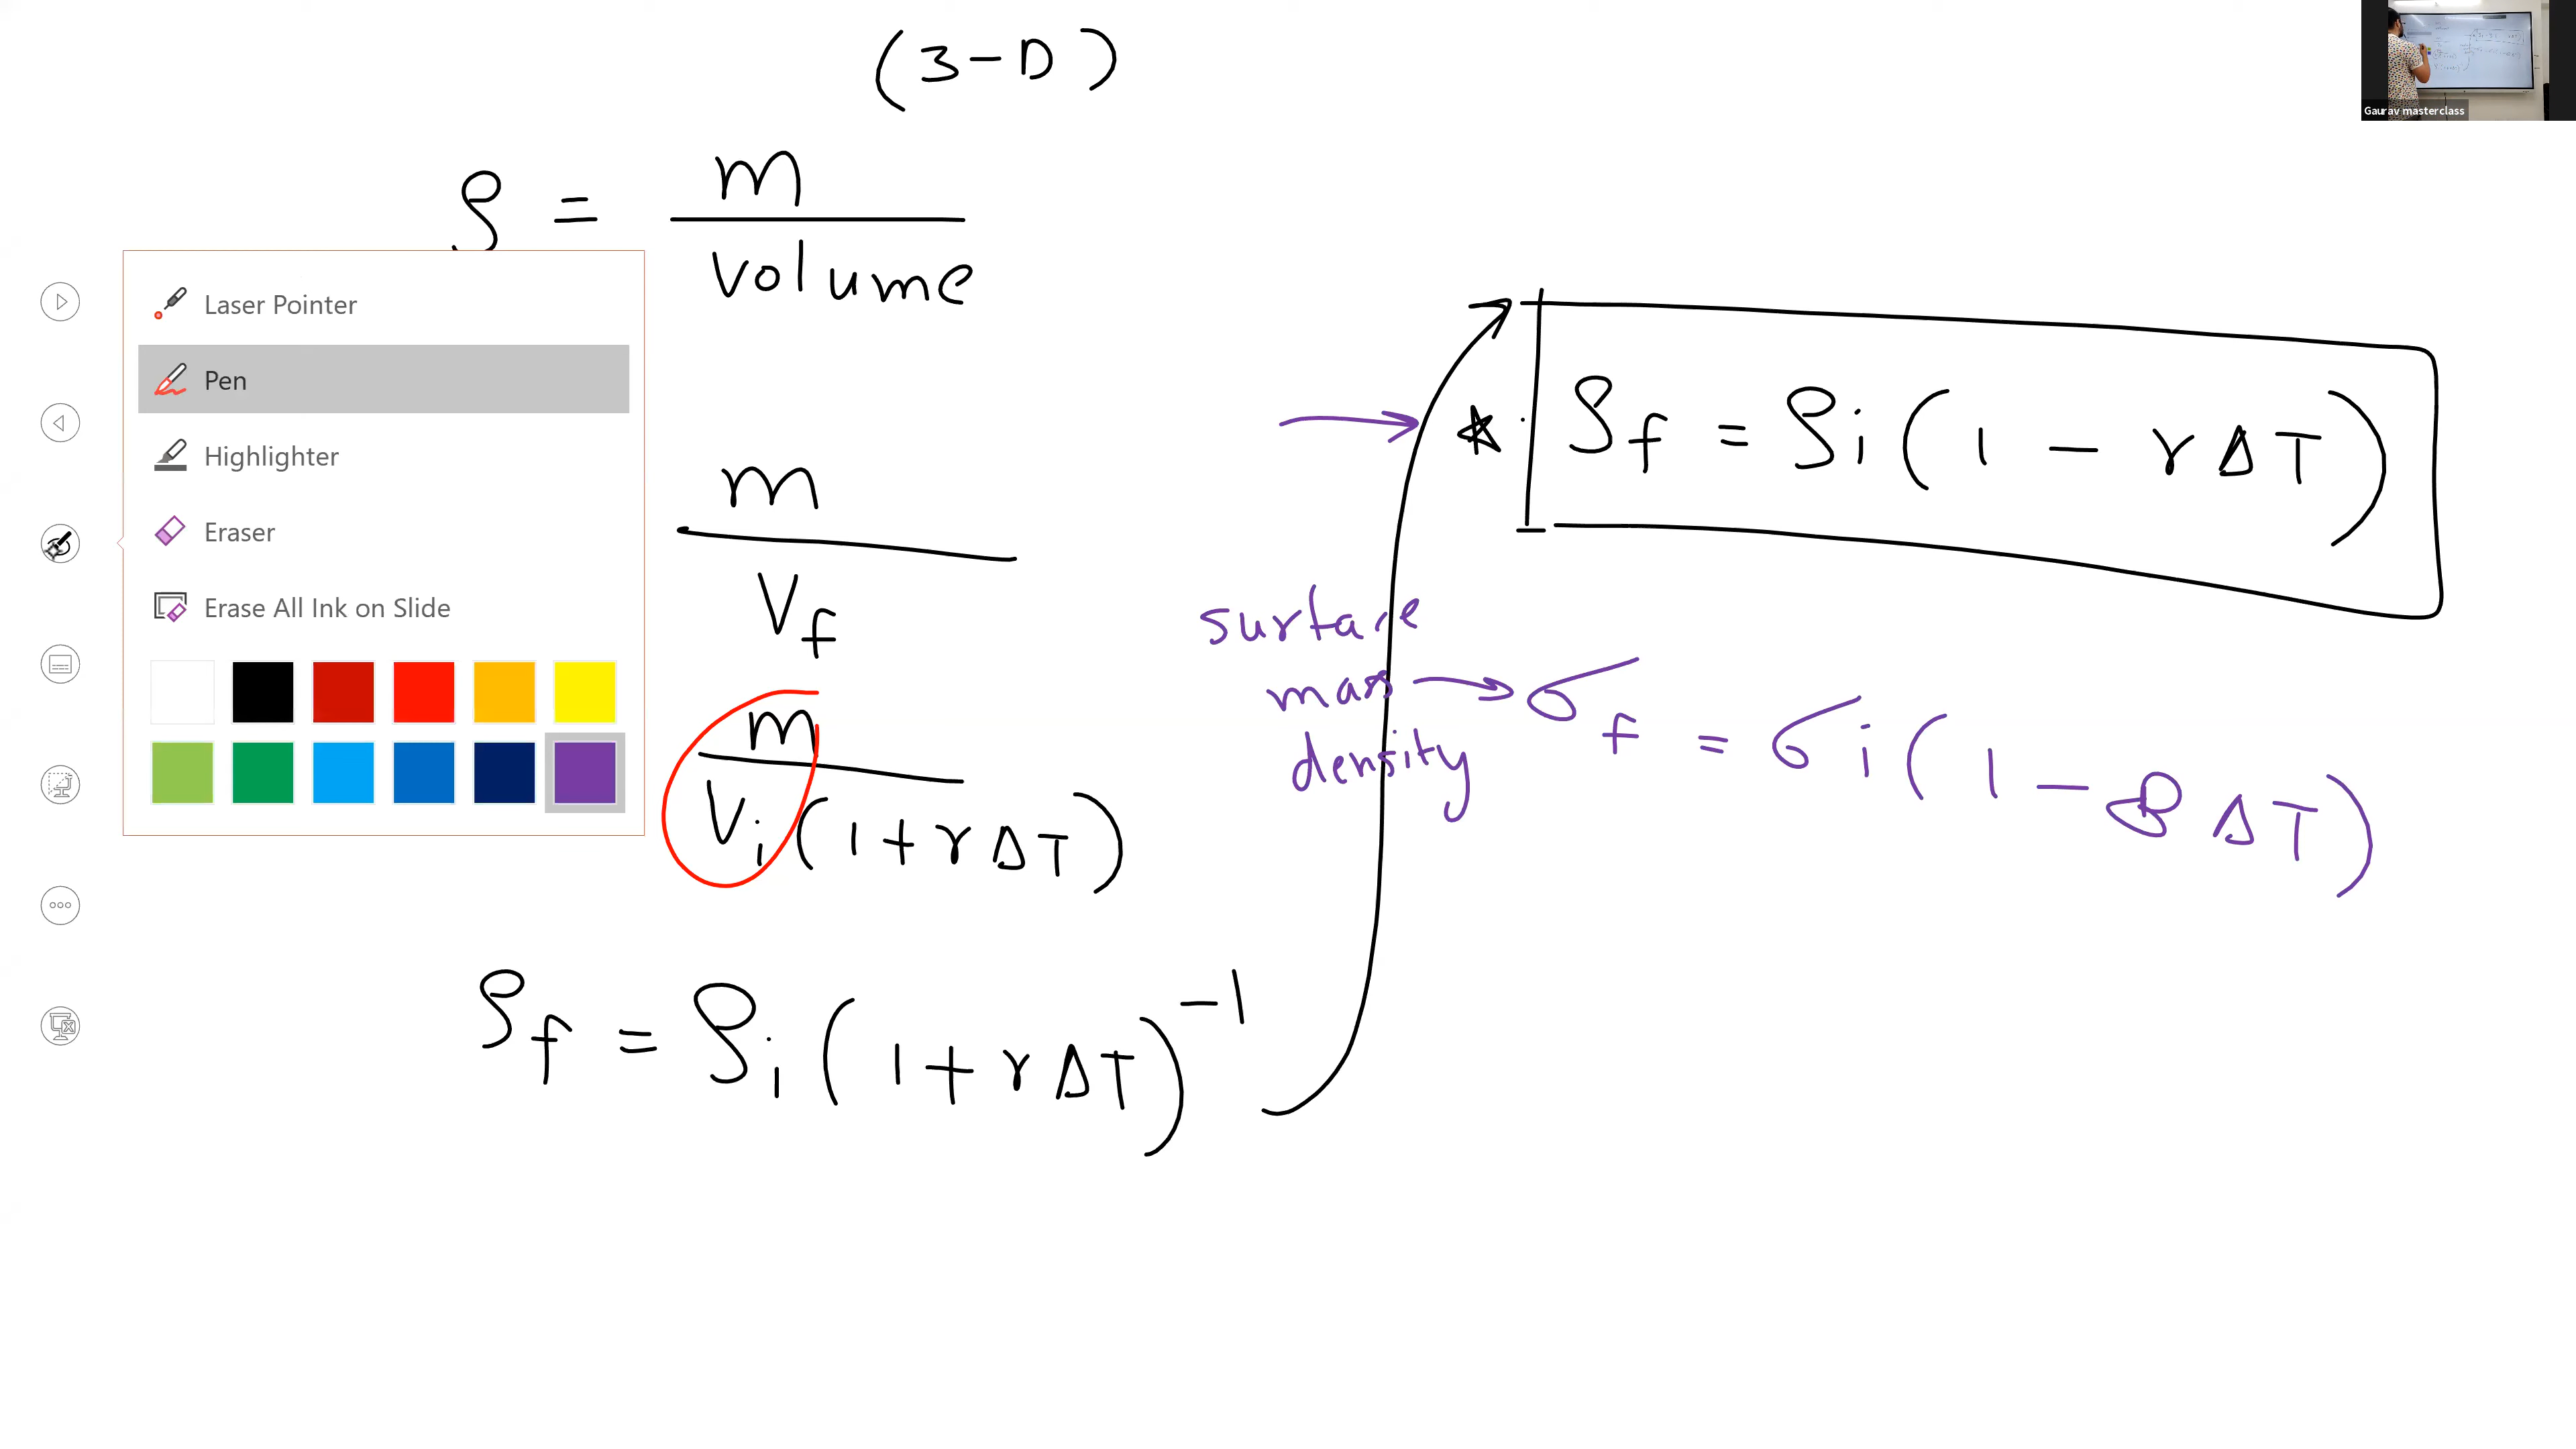 (3-D)
Gaurav masterclass
ρ = m / volume
Laser Pointer
Pen
Highlighter
Eraser
Erase All Ink on Slide
m / V_f
m / V_i (1 + γΔT)
ρ_f = ρ_i (1 + γΔT)^-1
★ ρ_f = ρ_i (1 - γΔT)
surface
mass
density
→ σ_f = σ_i (1 - βΔT)